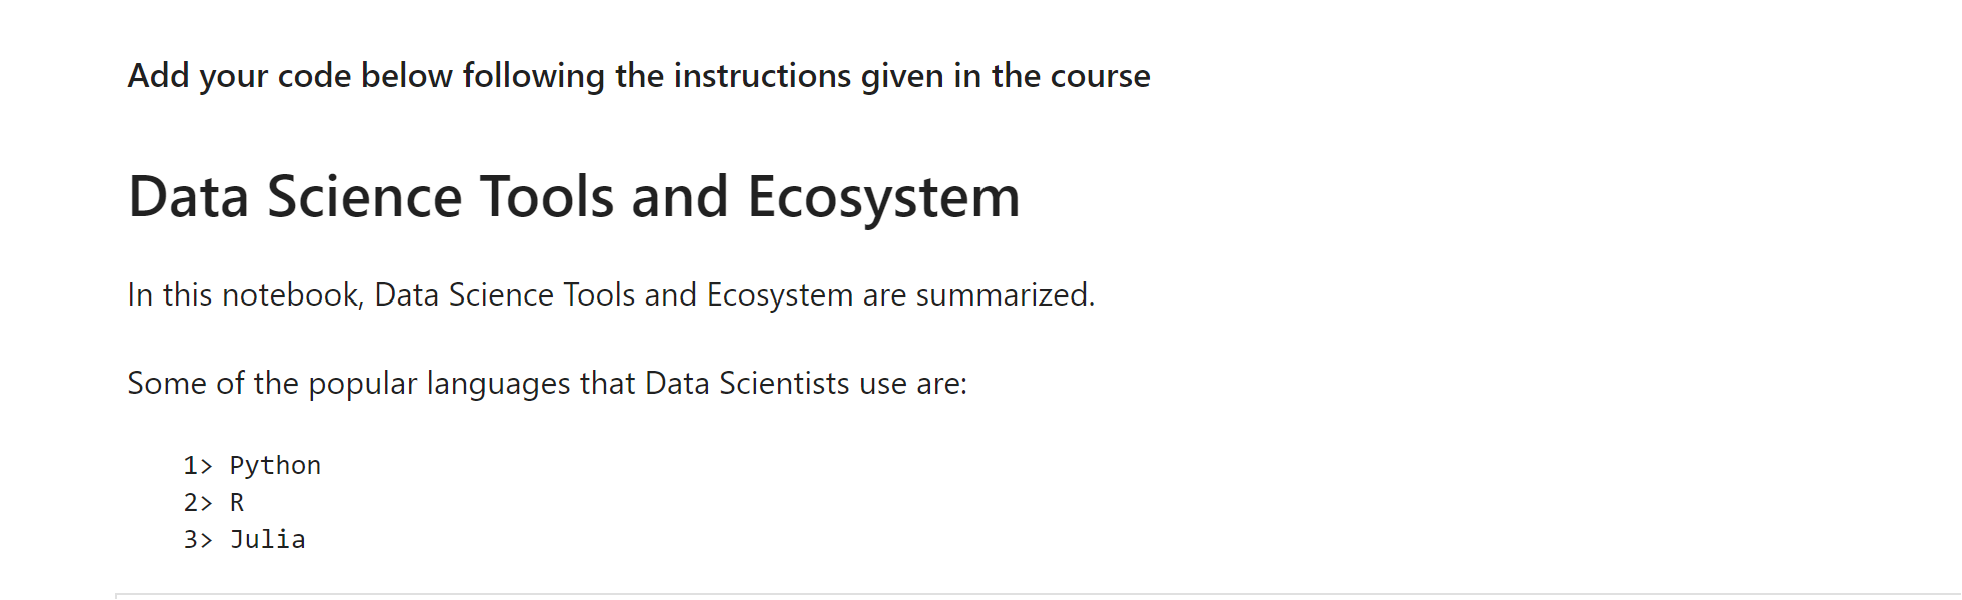 Add your code below following the instructions given in the course
Data Science Tools and Ecosystem
In this notebook, Data Science Tools and Ecosystem are summarized.
Some of the popular languages that Data Scientists use are:
1> Python
2> R
3> Julia